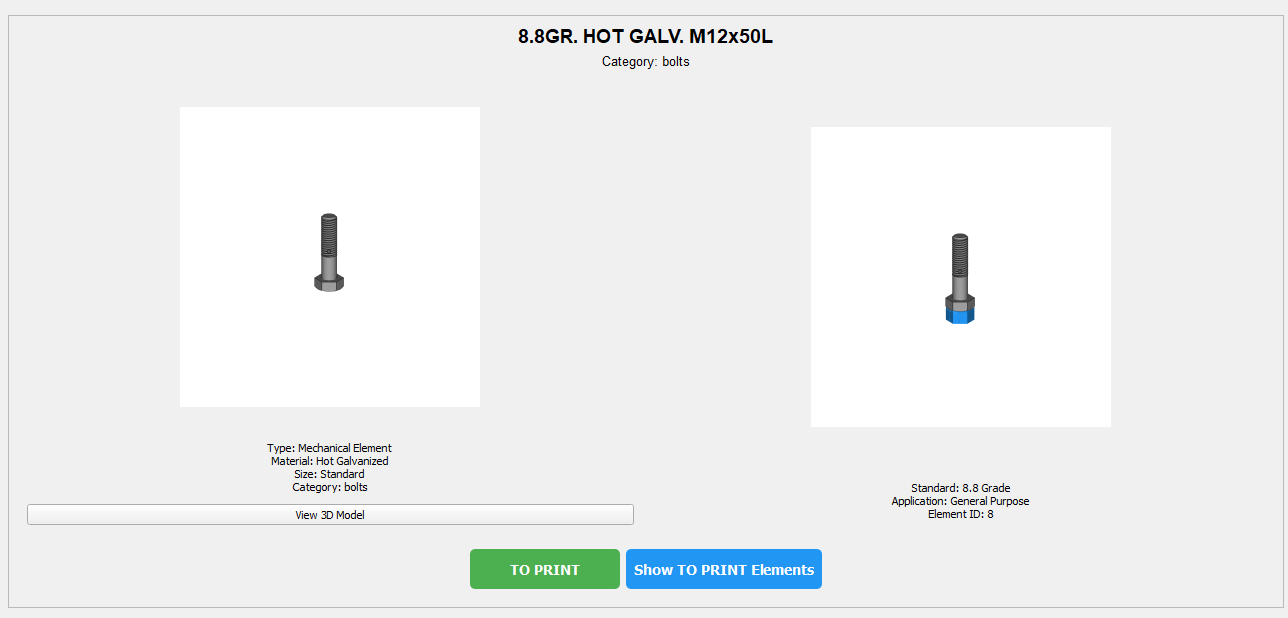 8.8GR. HOT GALV. M12x50L
Category: bolts
Type: Mechanical Element
Material: Hot Galvanized
Size: Standard
Category: bolts
View 3D Model
Standard: 8.8 Grade
Application: General Purpose
Element ID: 8
TO PRINT
Show TO PRINT Elements